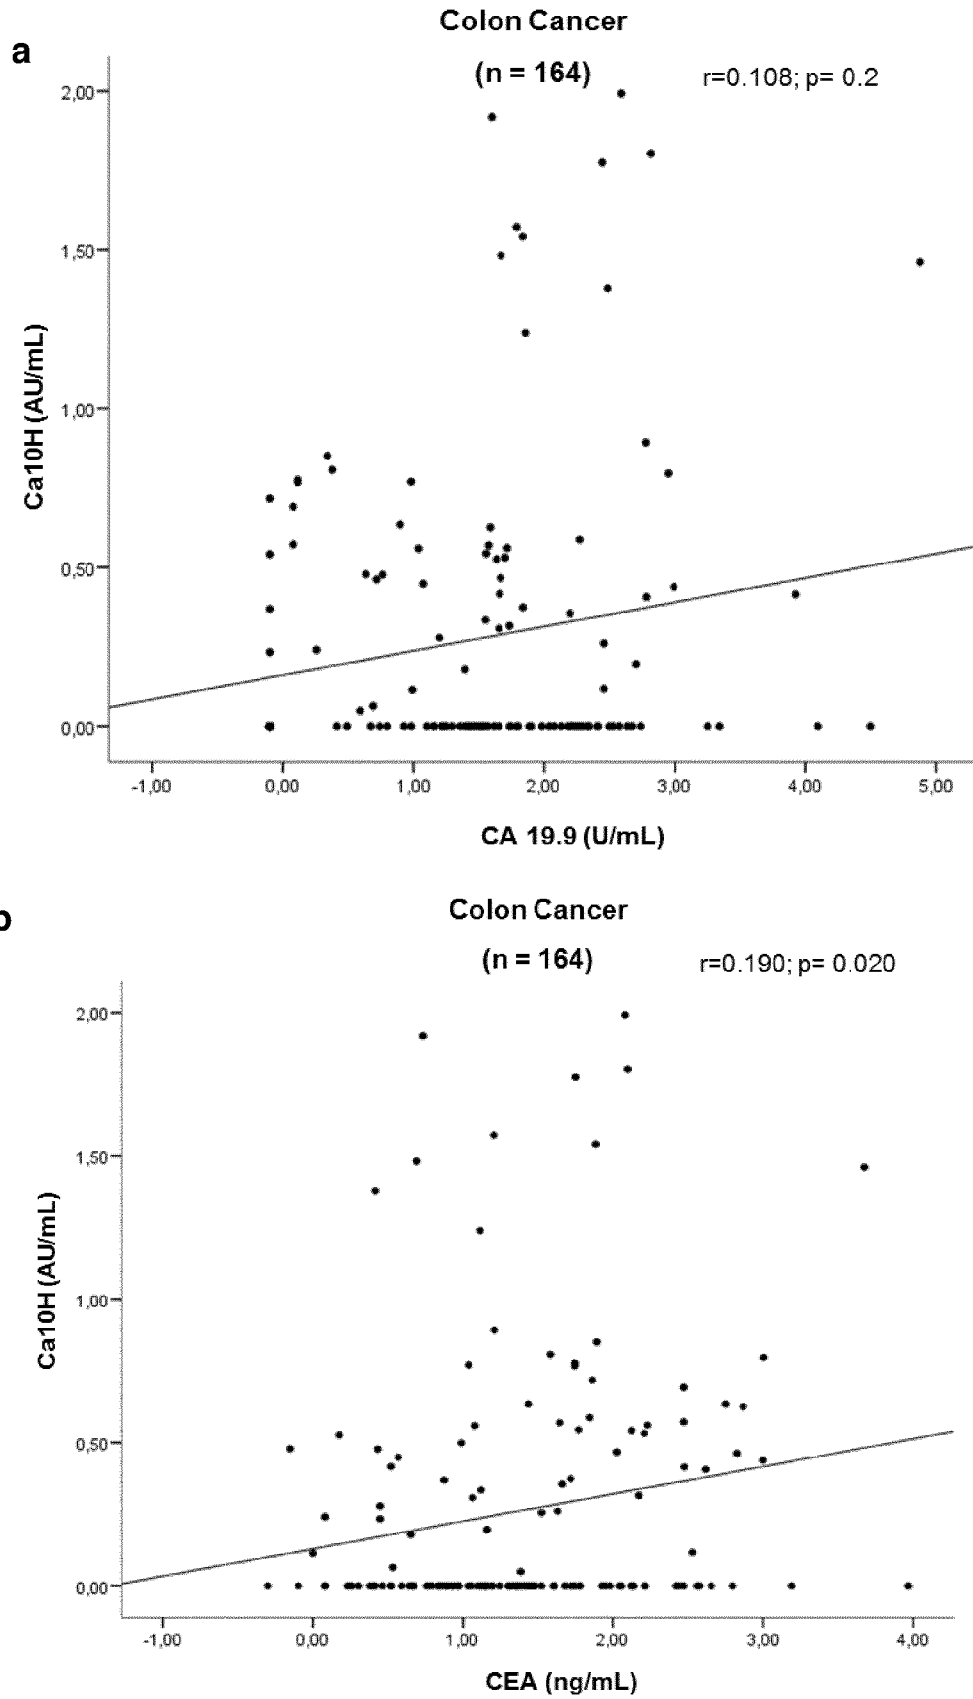 Colon Cancer
a
(n = 164)
r=0.108; p= 0.2
2,00
1,50
1,00
0,50
0,00
Ca10H (AU/mL)
-1,00 0,00 1,00 2,00 3,00 4,00 5,00
CA 19.9 (U/mL)
Colon Cancer
b
(n = 164)
r=0.190; p= 0.020
2,00
1,50
1,00
0,50
0,00
Ca10H (AU/mL)
-1,00 0,00 1,00 2,00 3,00 4,00
CEA (ng/mL)